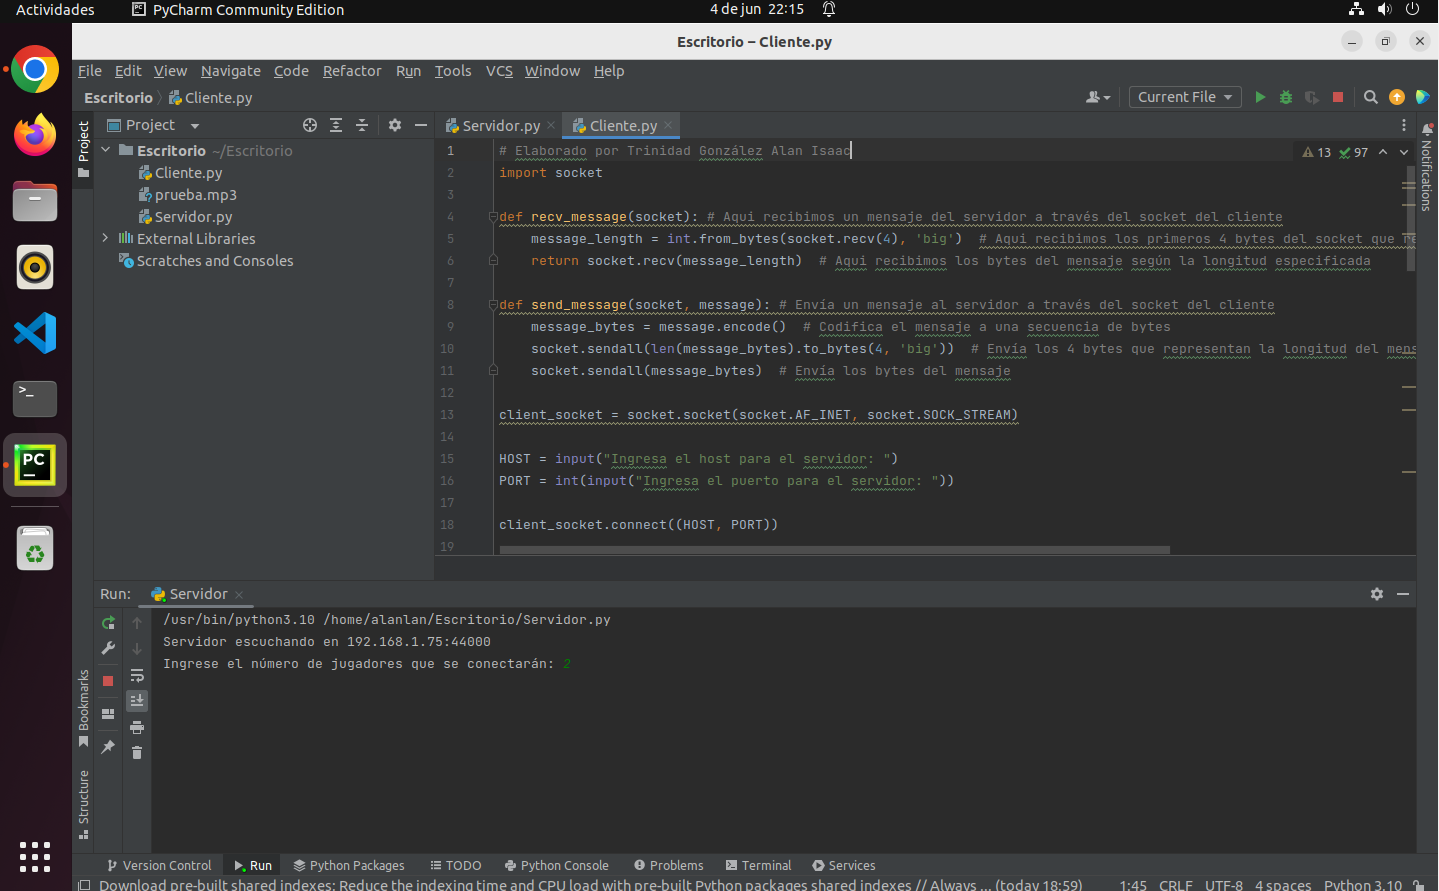 Actividades PyCharm Community Edition 4 de jun 22:15
Escritorio – Cliente.py
File Edit View Navigate Code Refactor Run Tools VCS Window Help
Escritorio Cliente.py Current File
Project Project Servidor.py Cliente.py
Escritorio ~/Escritorio
Cliente.py
prueba.mp3
Servidor.py
External Libraries
Scratches and Consoles
13 97
Notifications
1 # Elaborado por Trinidad González Alan Isaac
2 import socket
3
4 def recv_message(socket): # Aqui recibimos un mensaje del servidor a través del socket del cliente
5 message_length = int.from_bytes(socket.recv(4), 'big') # Aqui recibimos los primeros 4 bytes del socket que re
6 return socket.recv(message_length) # Aqui recibimos los bytes del mensaje según la longitud especificada
7
8 def send_message(socket, message): # Envía un mensaje al servidor a través del socket del cliente
9 message_bytes = message.encode() # Codifica el mensaje a una secuencia de bytes
10 socket.sendall(len(message_bytes).to_bytes(4, 'big')) # Envía los 4 bytes que representan la longitud del mens
11 socket.sendall(message_bytes) # Envía los bytes del mensaje
12
13 client_socket = socket.socket(socket.AF_INET, socket.SOCK_STREAM)
14
15 HOST = input("Ingresa el host para el servidor: ")
16 PORT = int(input("Ingresa el puerto para el servidor: "))
17
18 client_socket.connect((HOST, PORT))
19
Run: Servidor
/usr/bin/python3.10 /home/alanlan/Escritorio/Servidor.py
Servidor escuchando en 192.168.1.75:44000
Ingrese el número de jugadores que se conectarán: 2
Bookmarks
Structure
Version Control Run Python Packages TODO Python Console Problems Terminal Services
Download pre-built shared indexes: Reduce the indexing time and CPU load with pre-built Python packages shared indexes // Always ... (today 18:59) 1:45 CRLF UTF-8 4 spaces Python 3.10